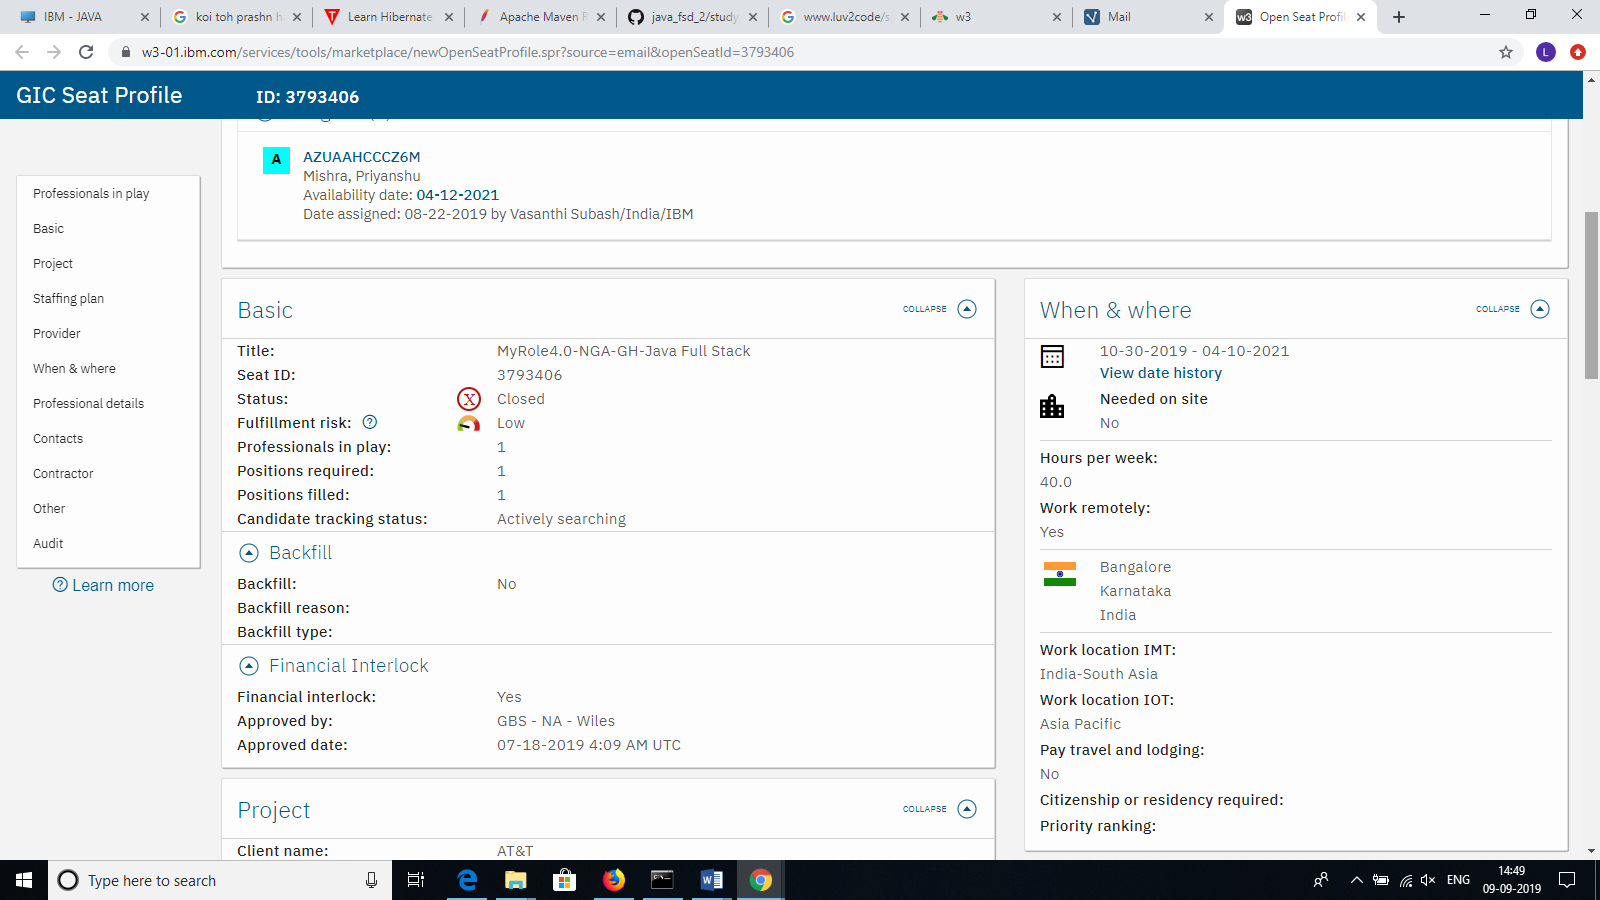 IBM - JAVA
koi toh prashn h
Learn Hibernate
Apache Maven P
java_fsd_2/study
www.luv2code/s
w3
Mail
Open Seat Profil
w3-01.ibm.com/services/tools/marketplace/newOpenSeatProfile.spr?source=email&openSeatId=3793406
L
GIC Seat Profile
ID: 3793406
A
AZUAAHCCCZ6M
Mishra, Priyanshu
Availability date: 04-12-2021
Date assigned: 08-22-2019 by Vasanthi Subash/India/IBM
Professionals in play
Basic
Project
Staffing plan
Provider
When & where
Professional details
Contacts
Contractor
Other
Audit
Learn more
Basic
COLLAPSE
Title: MyRole4.0-NGA-GH-Java Full Stack
Seat ID: 3793406
Status: X Closed
Fulfillment risk: ? Low
Professionals in play: 1
Positions required: 1
Positions filled: 1
Candidate tracking status: Actively searching
Backfill
Backfill: No
Backfill reason:
Backfill type:
Financial Interlock
Financial interlock: Yes
Approved by: GBS - NA - Wiles
Approved date: 07-18-2019 4:09 AM UTC
Project
COLLAPSE
Client name: AT&T
When & where
COLLAPSE
10-30-2019 - 04-10-2021
View date history
Needed on site
No
Hours per week:
40.0
Work remotely:
Yes
Bangalore
Karnataka
India
Work location IMT:
India-South Asia
Work location IOT:
Asia Pacific
Pay travel and lodging:
No
Citizenship or residency required:
Priority ranking:
Type here to search
ENG
14:49
09-09-2019